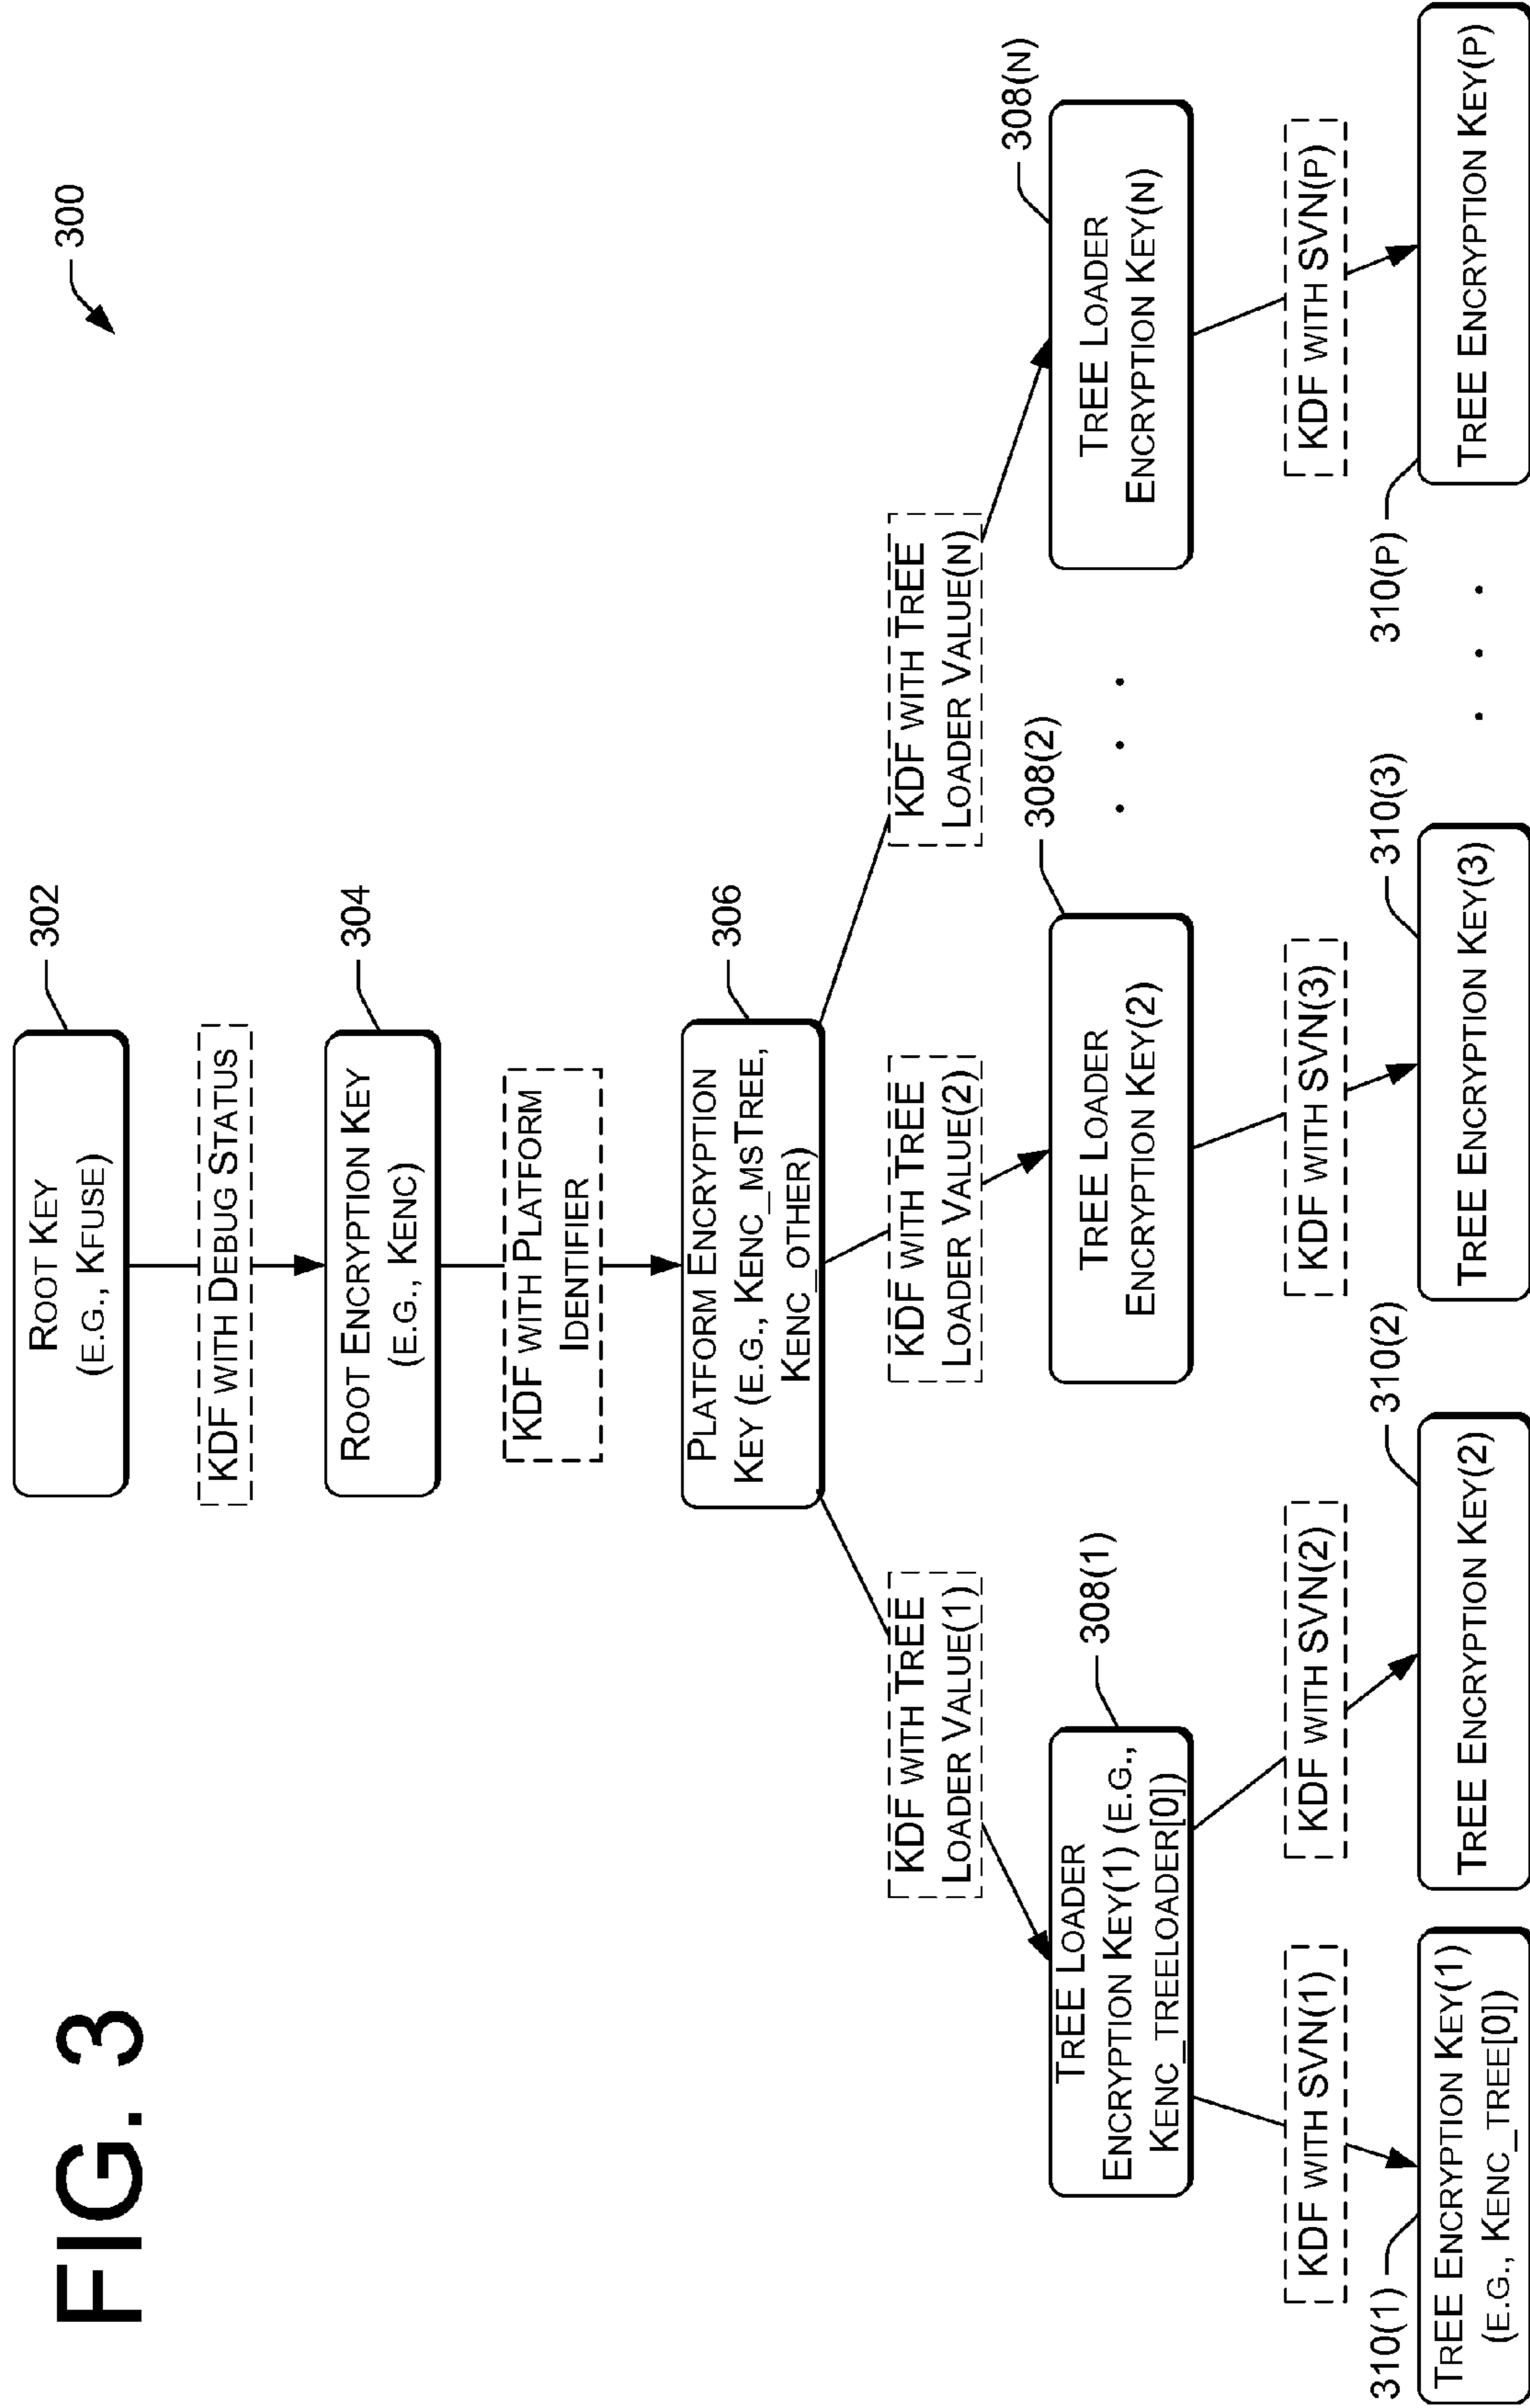 FIG. 3
300
ROOT KEY
(E.G., KFUSE)
302
KDF WITH DEBUG STATUS
ROOT ENCRYPTION KEY
(E.G., KENC)
304
KDF WITH PLATFORM
IDENTIFIER
PLATFORM ENCRYPTION
KEY (E.G., KENC_MSTREE,
KENC_OTHER)
306
KDF WITH TREE
LOADER VALUE(1)
KDF WITH TREE
LOADER VALUE(2)
KDF WITH TREE
LOADER VALUE(N)
TREE LOADER
ENCRYPTION KEY(1) (E.G.,
KENC_TREELOADER[0])
308(1)
TREE LOADER
ENCRYPTION KEY(2)
308(2)
. . .
TREE LOADER
ENCRYPTION KEY(N)
308(N)
KDF WITH SVN(1)
KDF WITH SVN(2)
KDF WITH SVN(3)
KDF WITH SVN(P)
310(1)
TREE ENCRYPTION KEY(1)
(E.G., KENC_TREE[0])
310(2)
TREE ENCRYPTION KEY(2)
310(3)
TREE ENCRYPTION KEY(3)
. . .
310(P)
TREE ENCRYPTION KEY(P)